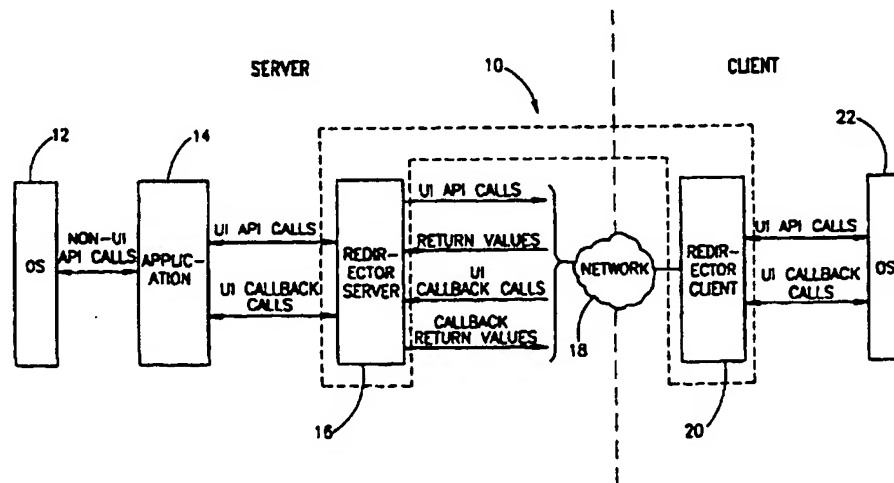 SERVER
10
CLIENT
12
14
22
OS
NON-UI
API CALLS
APPLIC-
ATION
UI API CALLS
UI CALLBACK
CALLS
REDIR-
ECTOR
SERVER
UI API CALLS
RETURN VALUES
UI
CALLBACK CALLS
CALLBACK
RETURN VALUES
NETWORK
18
REDIR-
ECTOR
CLIENT
UI API CALLS
UI CALLBACK
CALLS
OS
16
20